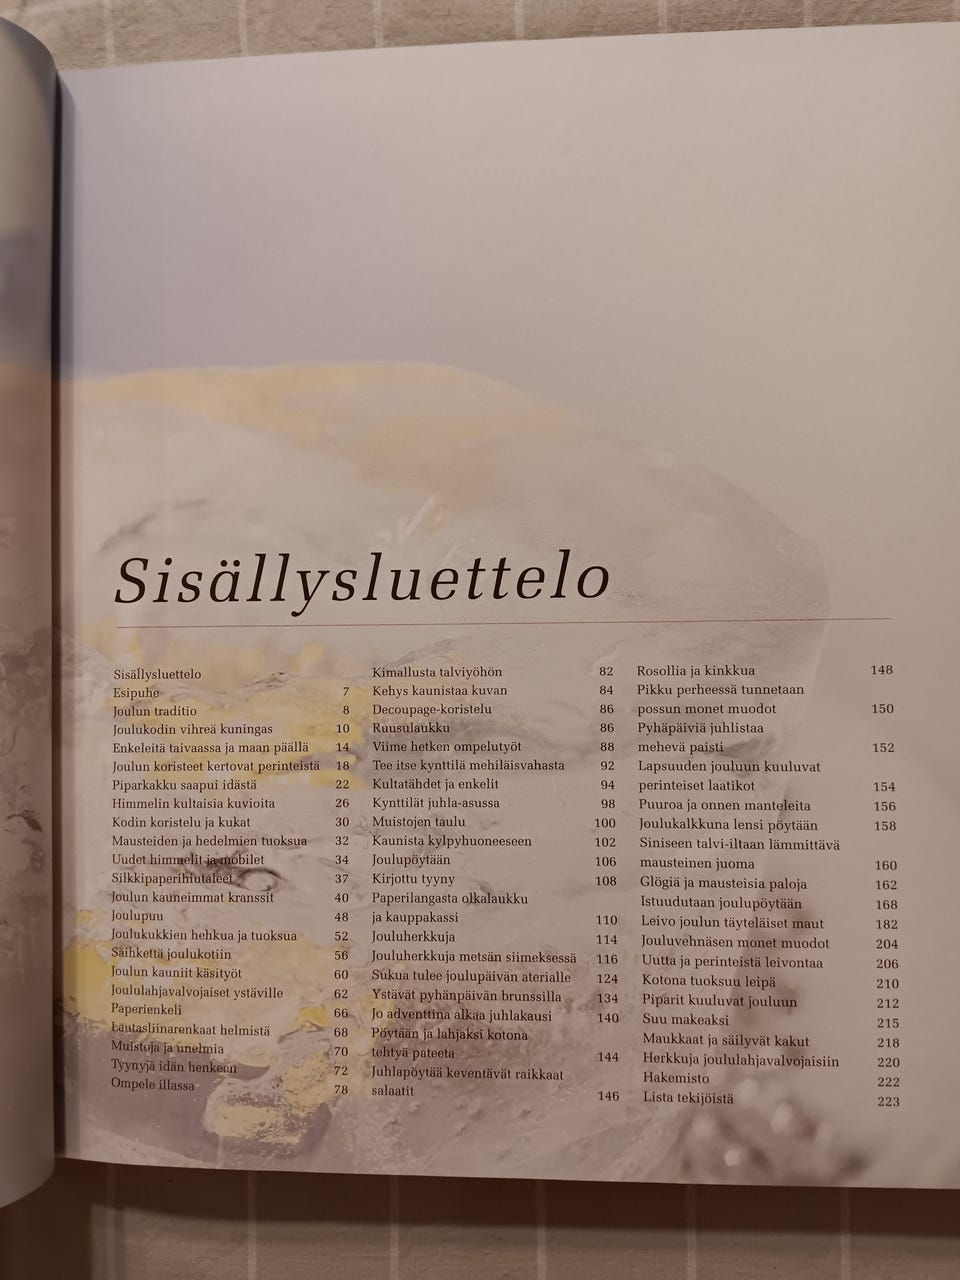 Sisällysluettelo
Sisällysluettelo
Esipuhe 7
Joulun traditio 8
Joulukodin vihreä kuningas 10
Enkeleitä taivaassa ja maan päällä 14
Joulun koristeet kertovat perinteistä 18
Piparkakku saapui idästä 22
Himmelin kultaisia kuvioita 26
Kodin koristelu ja kukat 30
Mausteiden ja hedelmien tuoksua 32
Uudet himmelit ja mobilet 34
Silkkipaperihiutaleet 37
Joulun kauneimmat kranssit 40
Joulupuu 48
Joulukukkien hehkua ja tuoksua 52
Säihkettä joulukotiin 56
Joulun kauniit käsityöt 60
Joululahjavalvojaiset ystäville 62
Paperienkeli 66
Lautasliinarenkaat helmistä 68
Muistoja ja unelmia 70
Tyynyjä idän henkeen 72
Ompele illassa 78
Kimallusta talviyöhön 82
Kehys kaunistaa kuvan 84
Decoupage-koristelu 86
Ruusulaukku 86
Viime hetken ompelutyöt 88
Tee itse kynttilä mehiläisvahasta 92
Kultatähdet ja enkelit 94
Kynttilät juhla-asussa 98
Muistojen taulu 100
Kaunista kylpyhuoneeseen 102
Joulupöytään 106
Kirjottu tyyny 108
Paperilangasta olkalaukku
ja kauppakassi 110
Jouluherkkuja 114
Jouluherkkuja metsän siimeksessä 116
Sukua tulee joulupäivän aterialle 124
Ystävät pyhänpäivän brunssilla 134
Jo adventtina alkaa juhlakausi 140
Pöytään ja lahjaksi kotona
tehtyä pateeta 144
Juhlapöytää keventävät raikkaat
salaatit 146
Rosollia ja kinkkua 148
Pikku perheessä tunnetaan
possun monet muodot 150
Pyhäpäiviä juhlistaa
mehevä paisti 152
Lapsuuden jouluun kuuluvat
perinteiset laatikot 154
Puuroa ja onnen manteleita 156
Joulukalkkuna lensi pöytään 158
Siniseen talvi-iltaan lämmittävä
mausteinen juoma 160
Glögiä ja mausteisia paloja 162
Istuudutaan joulupöytään 168
Leivo joulun täyteläiset maut 182
Jouluvehnäsen monet muodot 204
Uutta ja perinteistä leivontaa 206
Kotona tuoksuu leipä 210
Piparit kuuluvat jouluun 212
Suu makeaksi 215
Maukkaat ja säilyvät kakut 218
Herkkuja joululahjavalvojaisiin 220
Hakemisto 222
Lista tekijöistä 223